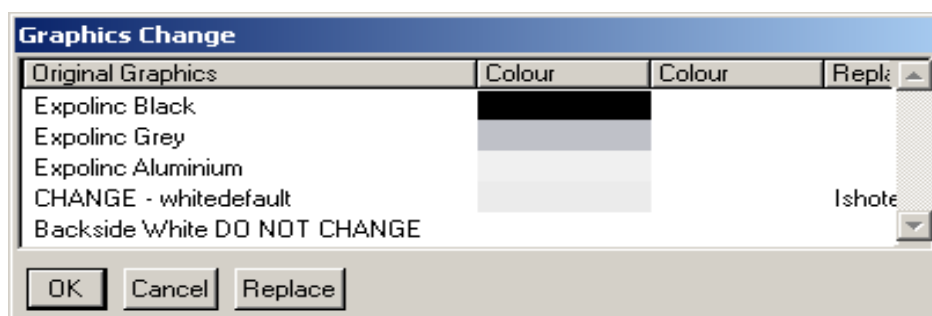 Graphics Change
Original Graphics Colour Colour
Expolinc Black
Expolinc Grey
Expolinc Aluminium
CHANGE - whitedefault
Backside White DO NOT CHANGE
OK Cancel Replace